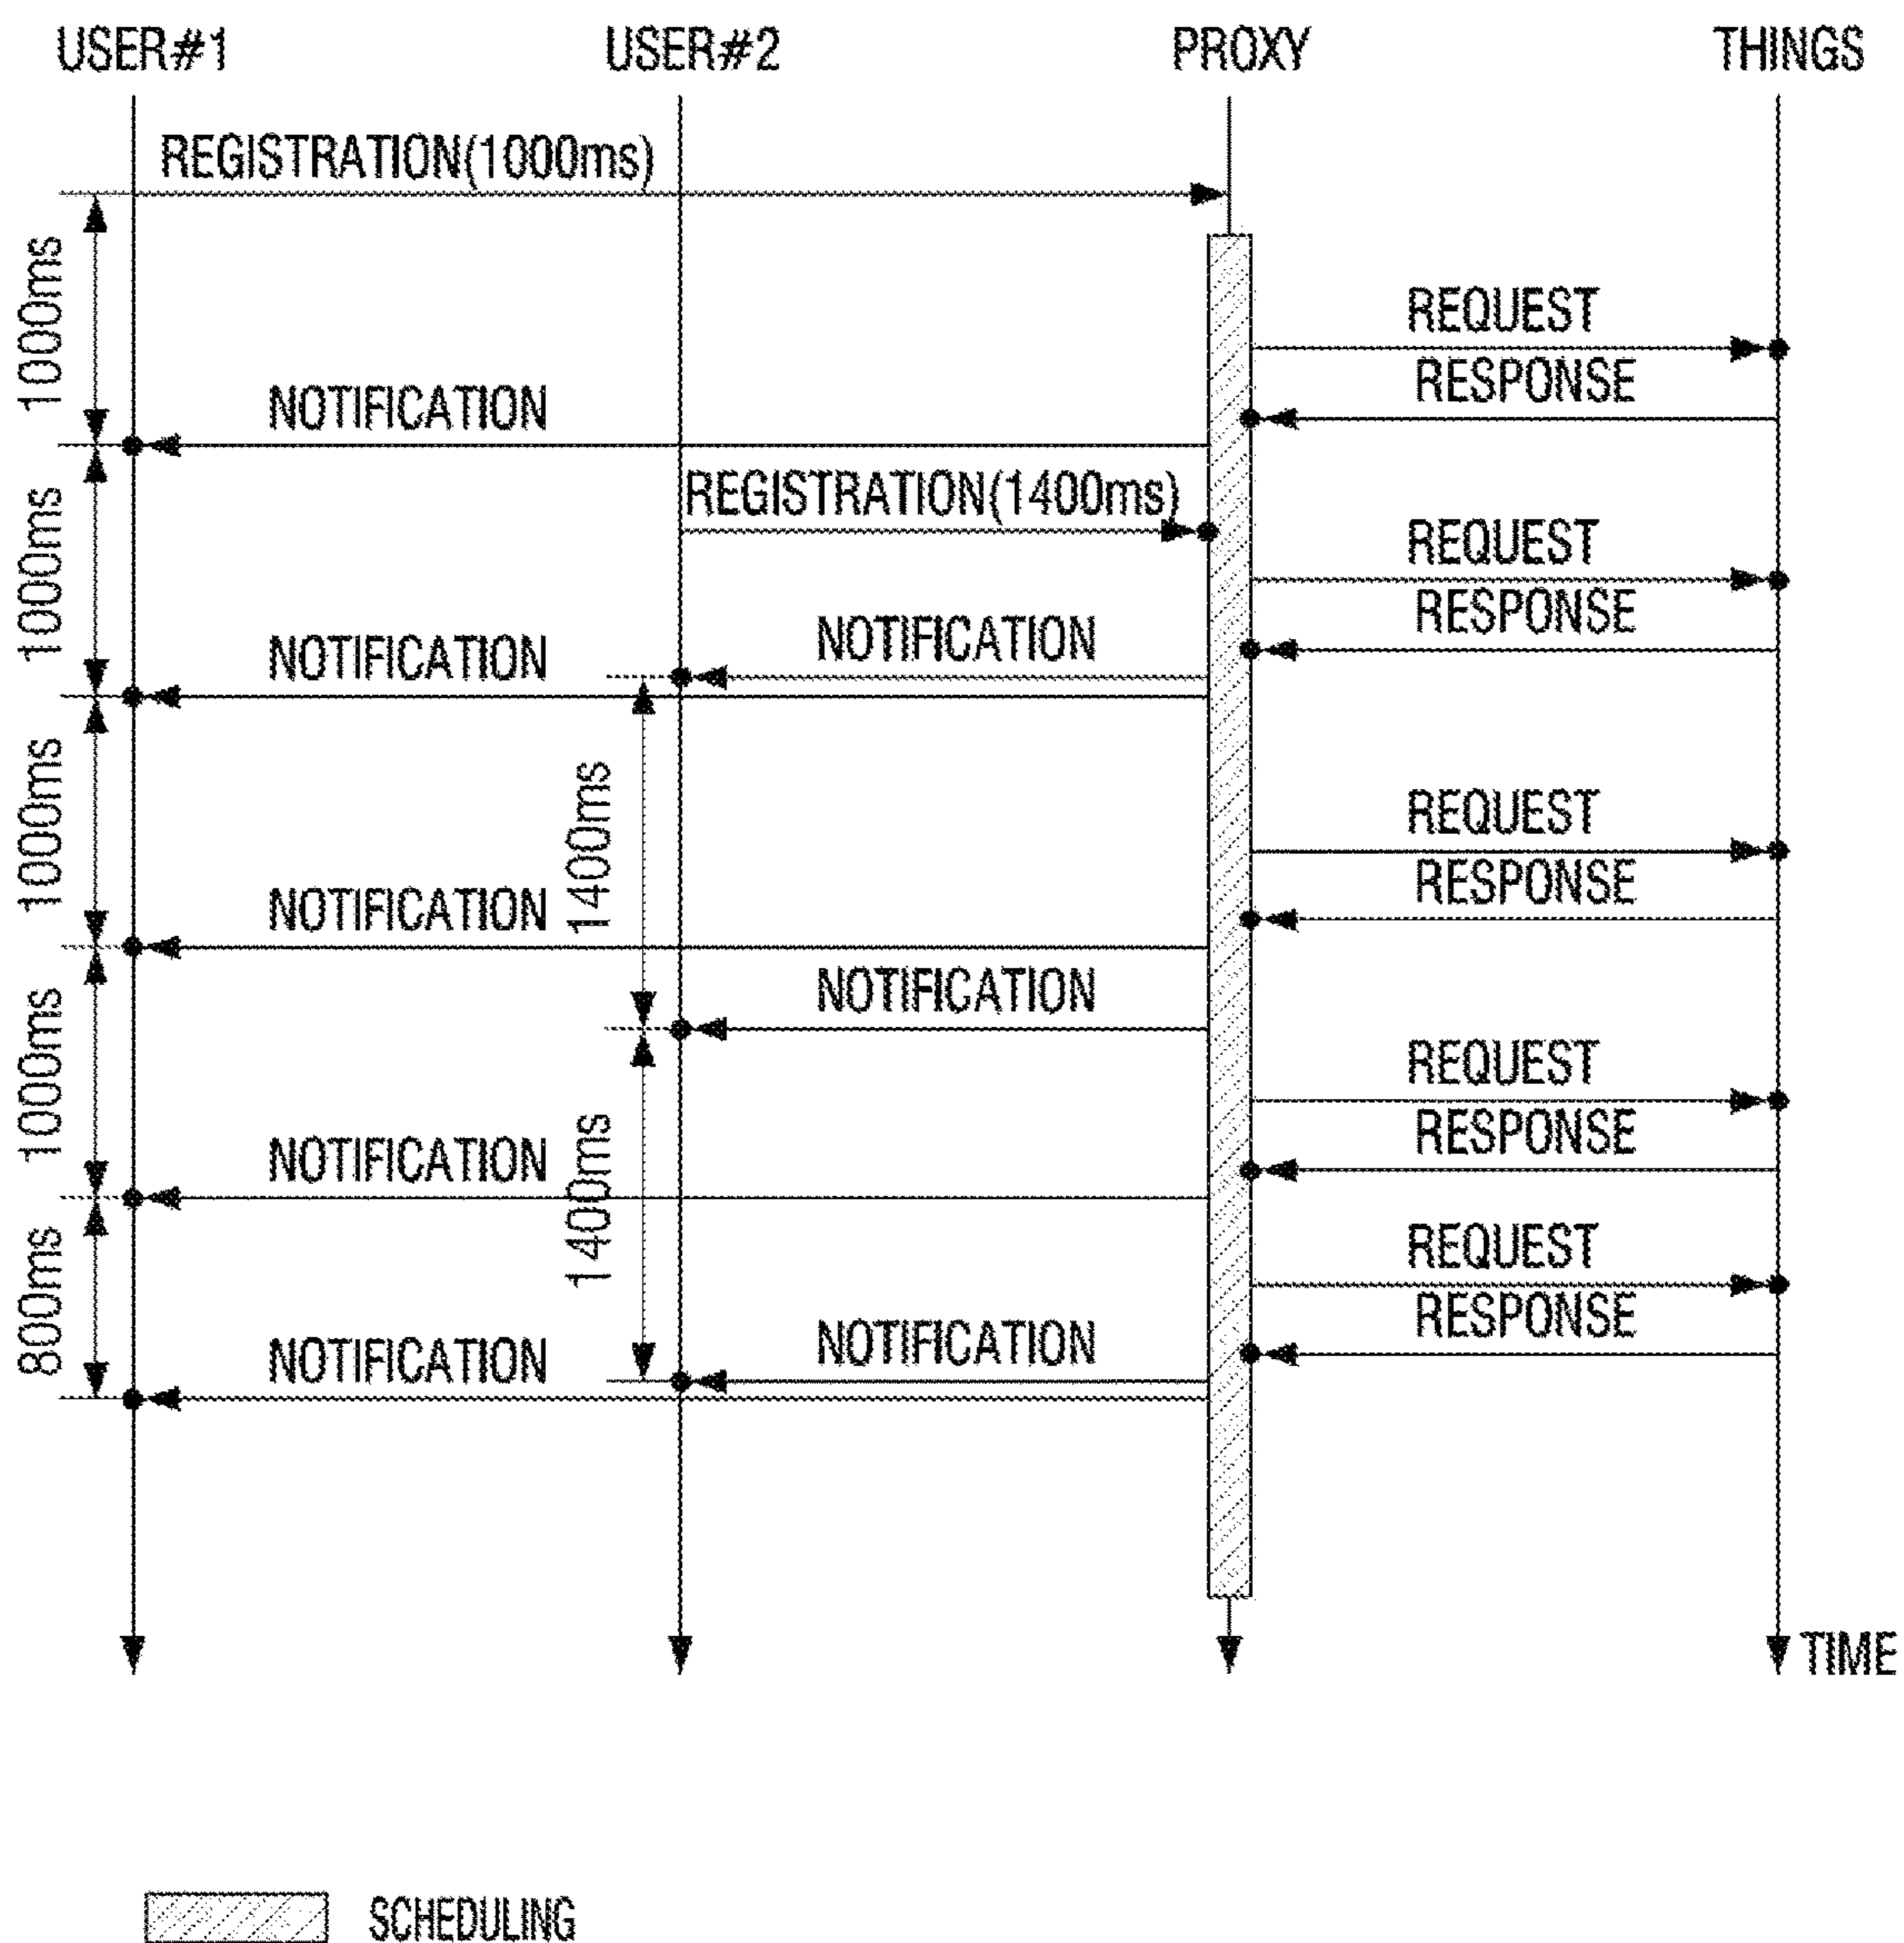 USER#1 USER#2 PROXY THINGS
REGISTRATION(1000ms)
1000ms
REQUEST
RESPONSE
NOTIFICATION
REGISTRATION(1400ms)
1000ms
REQUEST
RESPONSE
NOTIFICATION
NOTIFICATION
1000ms
1400ms
REQUEST
RESPONSE
NOTIFICATION
NOTIFICATION
1000ms
REQUEST
RESPONSE
NOTIFICATION
1400ms
800ms
REQUEST
RESPONSE
NOTIFICATION
NOTIFICATION
TIME
SCHEDULING